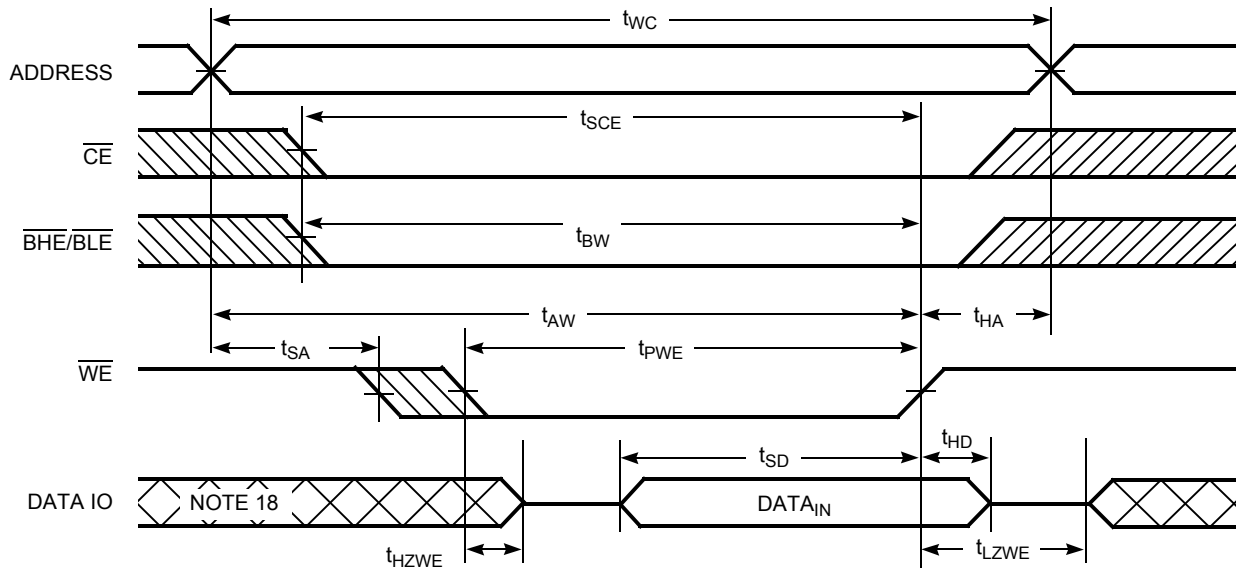 tWC
ADDRESS
tSCE
CE
BHE/BLE
tBW
tAW
tHA
tSA
tPWE
WE
tHD
tSD
DATA IO
NOTE 18
DATAIN
tHZWE
tLZWE